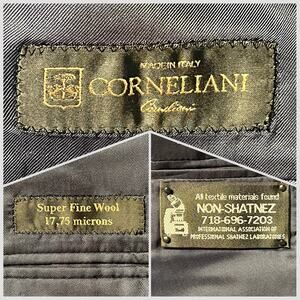 MADE IN ITALY
CORNELIANI
Super Fine Wool
17,75 microns
All textile materials found
NON-SHATNEZ
718-696-7203
INTERNATIONAL ASSOCIATION OF
PROFESSIONAL SHATNEZ LABORATORIES